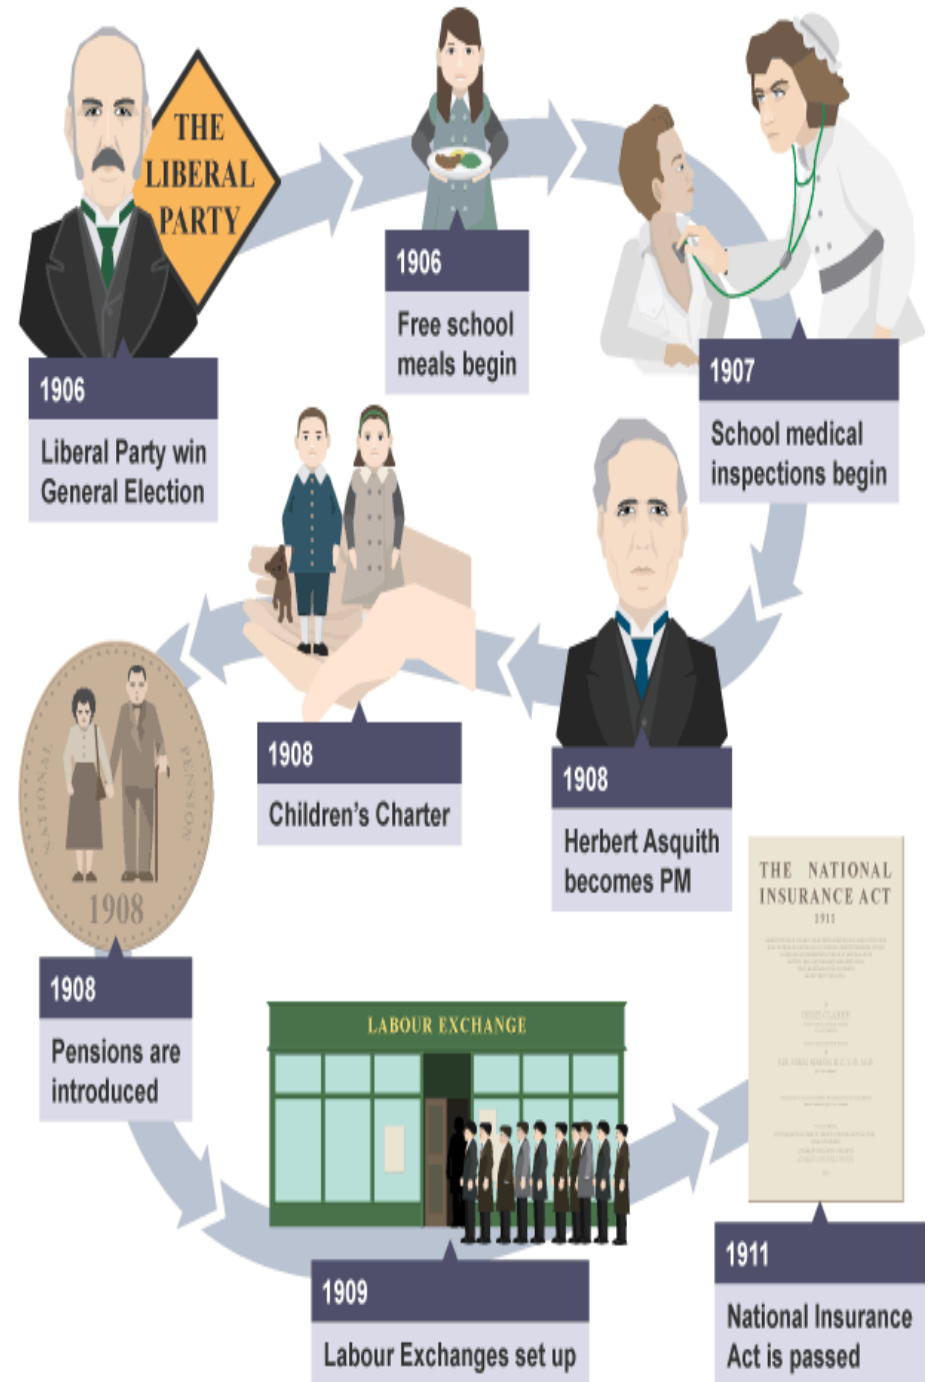 THE
LIBERAL
PARTY
1906
Liberal Party win
General Election
1906
Free school
meals begin
1907
School medical
inspections begin
1908
Herbert Asquith
becomes PM
1908
Children's Charter
NATIONAL
PENSION
1908
1908
Pensions are
introduced
LABOUR EXCHANGE
1909
Labour Exchanges set up
THE NATIONAL
INSURANCE ACT
1911
1911
National Insurance
Act is passed